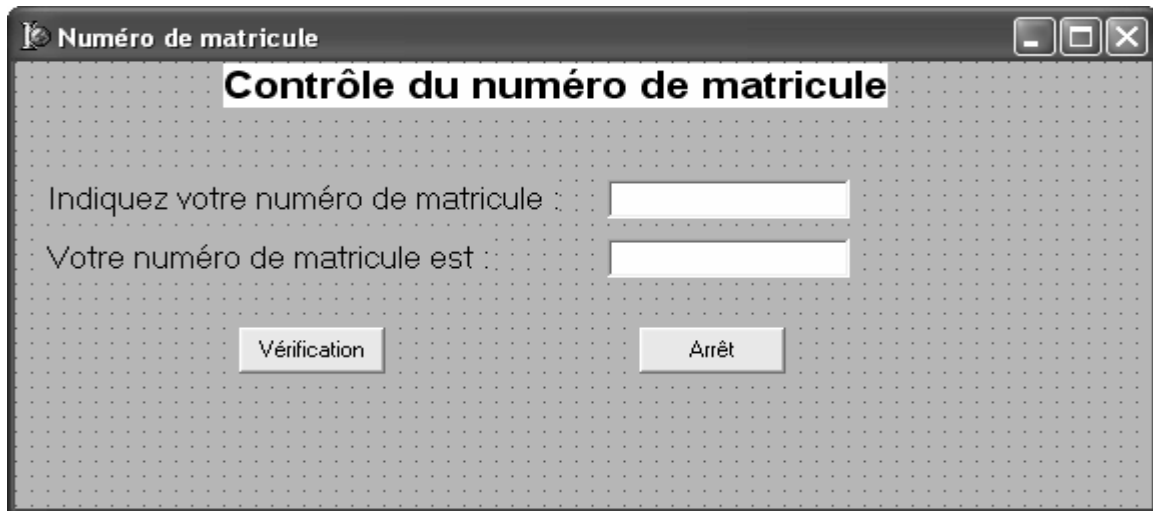 Numéro de matricule
Contrôle du numéro de matricule
Indiquez votre numéro de matricule :
Votre numéro de matricule est :
Vérification
Arrêt